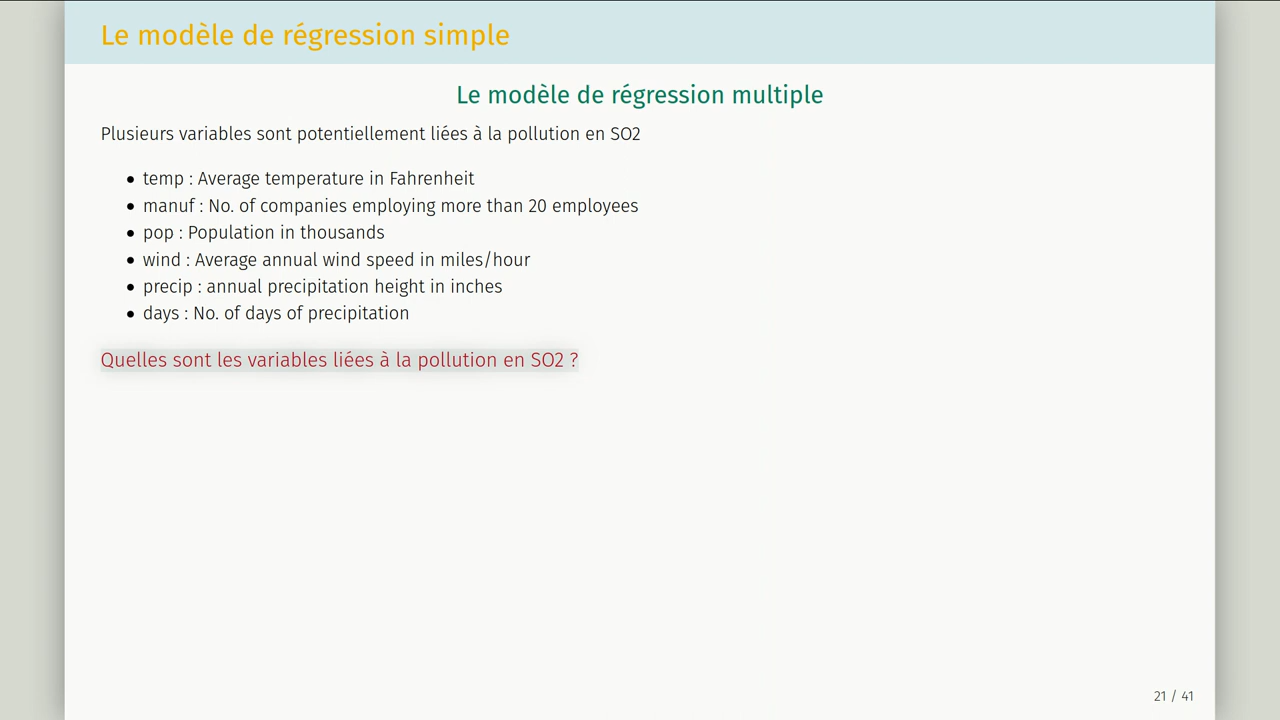 Le modèle de régression simple
Le modèle de régression multiple
Plusieurs variables sont potentiellement liées à la pollution en SO2
• temp : Average temperature in Fahrenheit
• manuf : No. of companies employing more than 20 employees
• pop : Population in thousands
• wind : Average annual wind speed in miles/hour
• precip : annual precipitation height in inches
• days : No. of days of precipitation
Quelles sont les variables liées à la pollution en SO2 ?
21 / 41